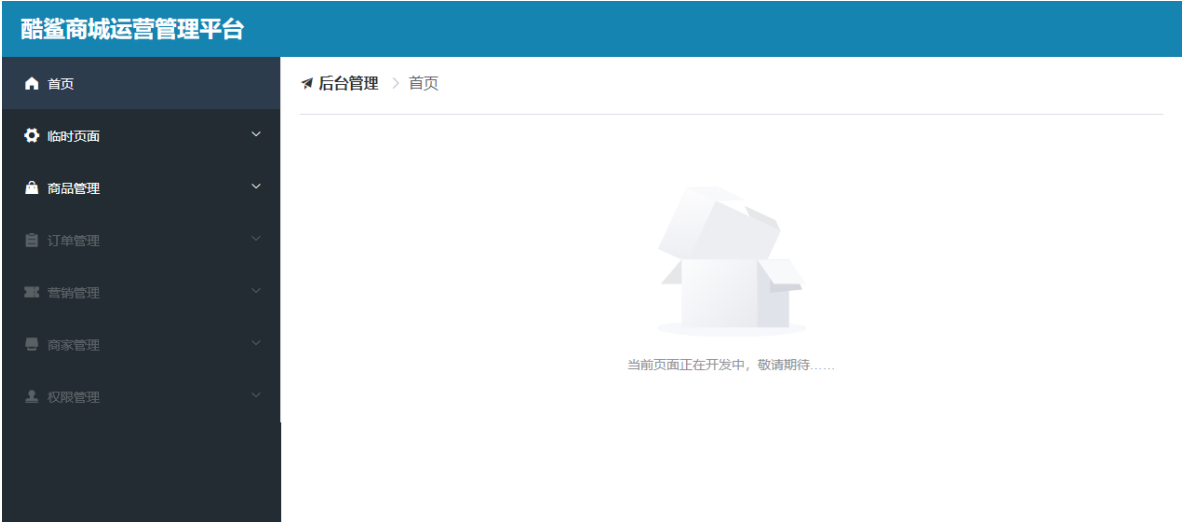 酷鲨商城运营管理平台
首页
后台管理 > 首页
临时页面
商品管理
订单管理
营销管理
商家管理
权限管理
当前页面正在开发中，敬请期待……